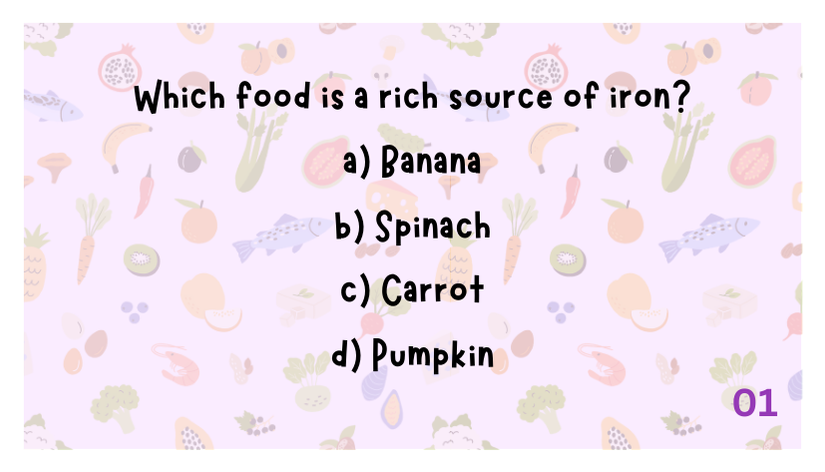 Which food is a rich source of iron?
a) Banana
b) Spinach
c) Carrot
d) Pumpkin
01